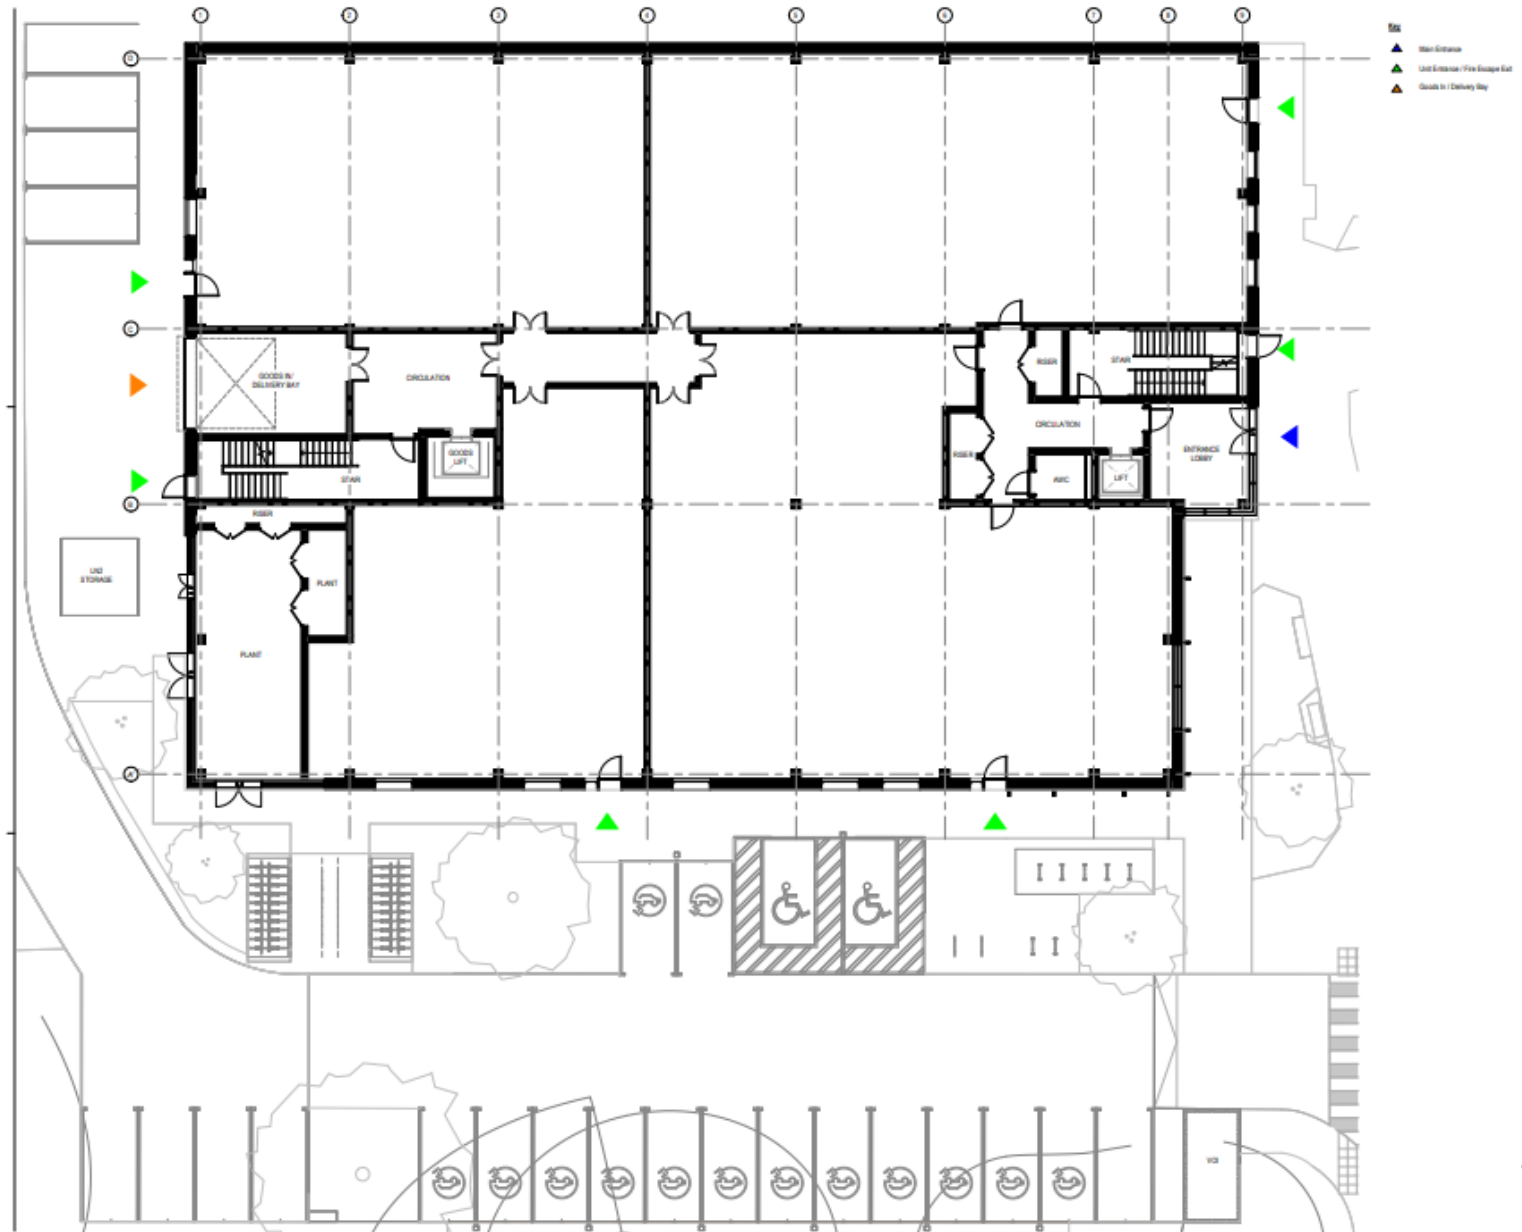 1 2 3 4 5 6 7 8 9
Key
Main Entrance
Unit Entrance / Fire Escape Exit
Goods In / Delivery Bay
D
C
GOODS IN/
DELIVERY BAY
CIRCULATION
RISER
STAIR
CIRCULATION
ENTRANCE
LOBBY
GOODS
LIFT
STAIR
RISER
AWC
LIFT
B
RISER
PLANT
STORAGE
PLANT
A